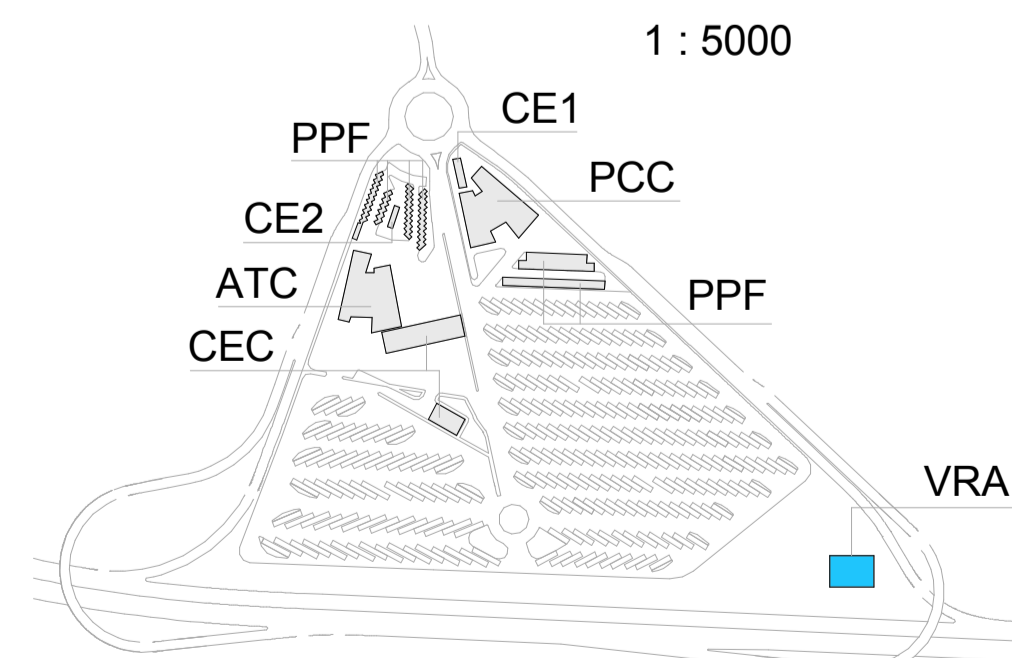 1 : 5000
CE1
PPF
PCC
CE2
ATC
PPF
CEC
VRA